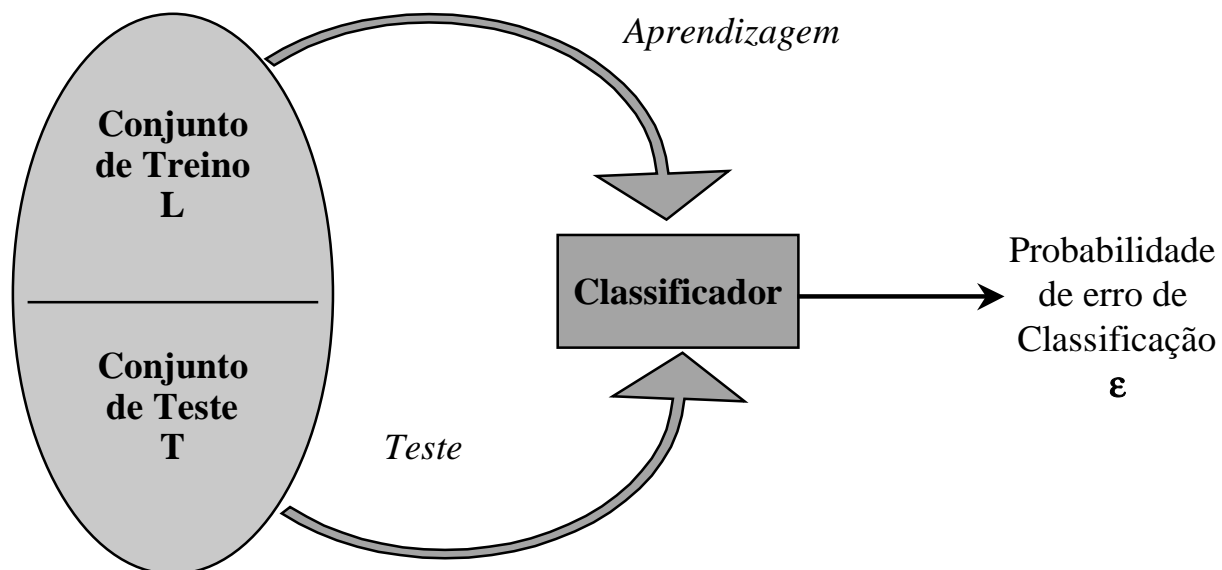 Aprendizagem
Conjunto
de Treino
L
Conjunto
de Teste
T
Teste
Classificador
Probabilidade
de erro de
Classificação
ε